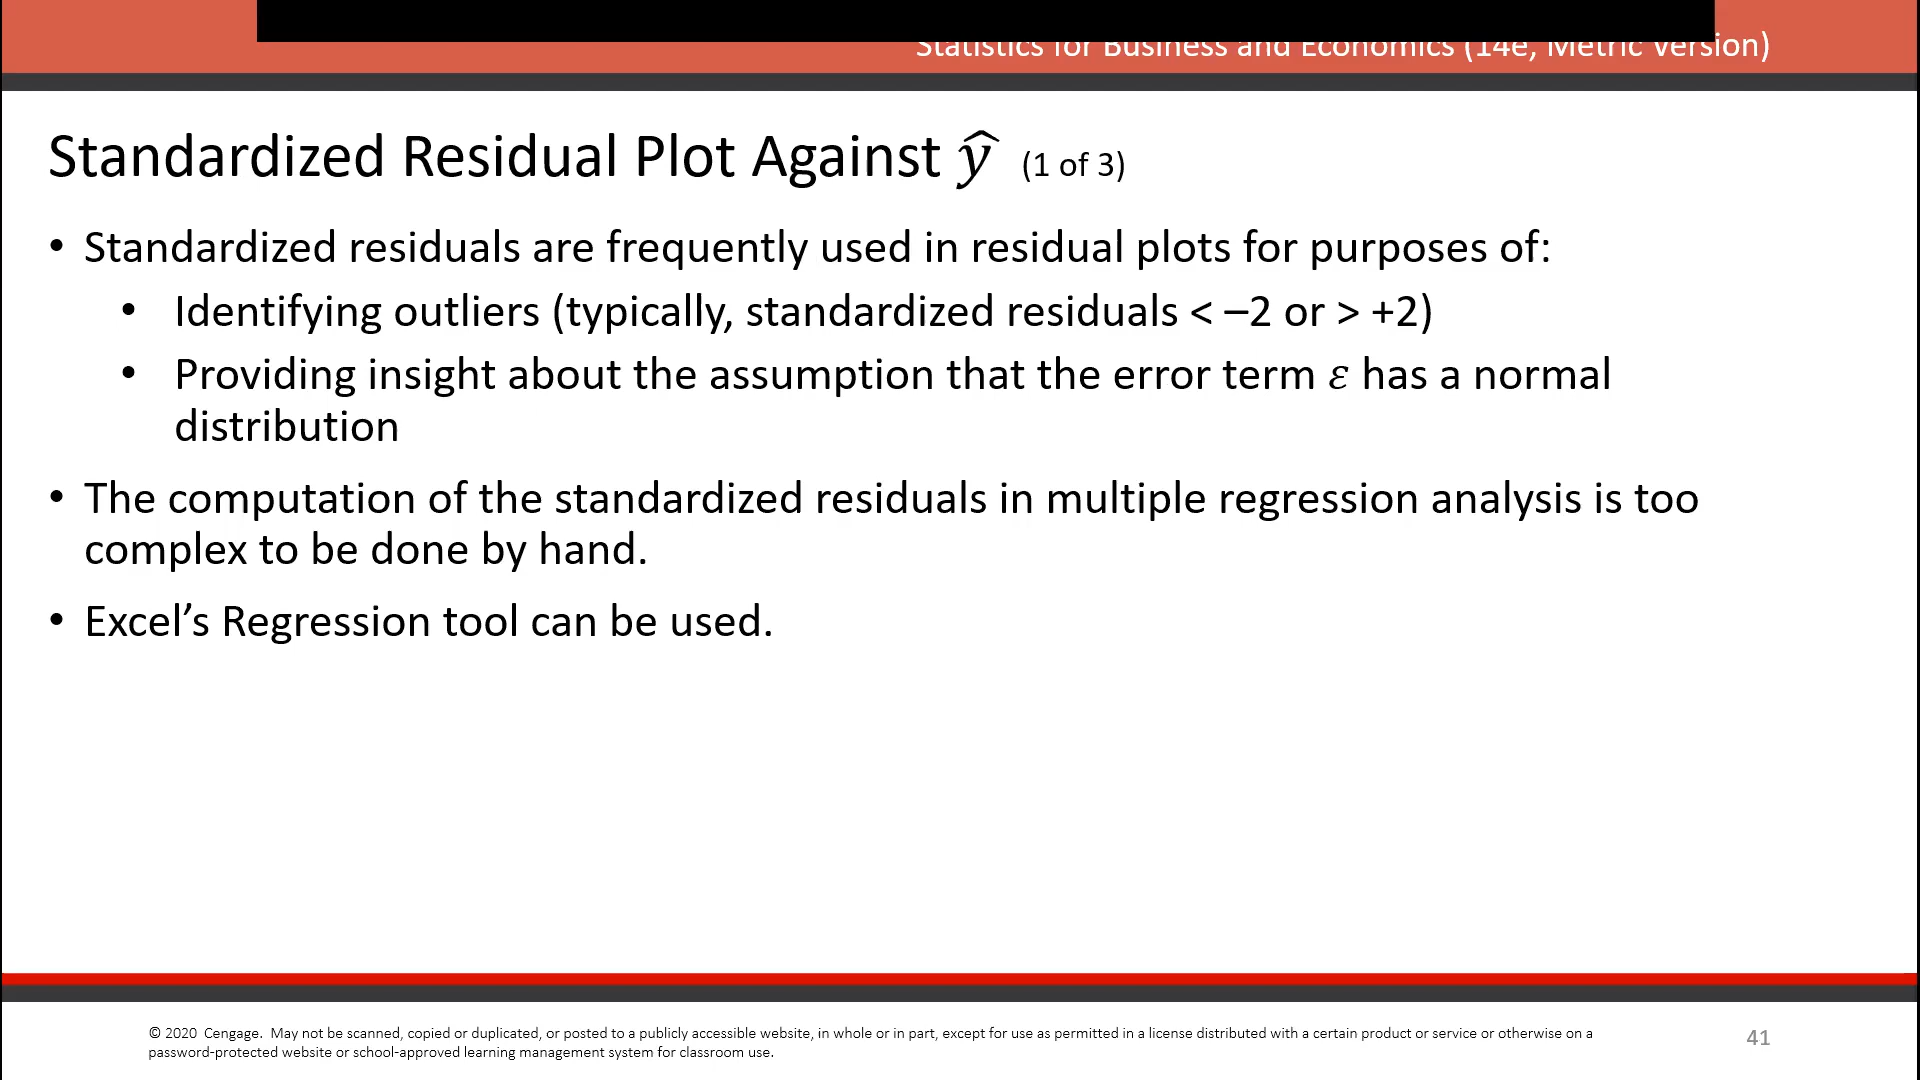 Statistics for Business and Economics (14e, Metric Version)
Standardized Residual Plot Against ŷ (1 of 3)
• Standardized residuals are frequently used in residual plots for purposes of:
• Identifying outliers (typically, standardized residuals < –2 or > +2)
• Providing insight about the assumption that the error term ε has a normal
distribution
• The computation of the standardized residuals in multiple regression analysis is too
complex to be done by hand.
• Excel’s Regression tool can be used.
© 2020 Cengage. May not be scanned, copied or duplicated, or posted to a publicly accessible website, in whole or in part, except for use as permitted in a license distributed with a certain product or service or otherwise on a
password-protected website or school-approved learning management system for classroom use.
41